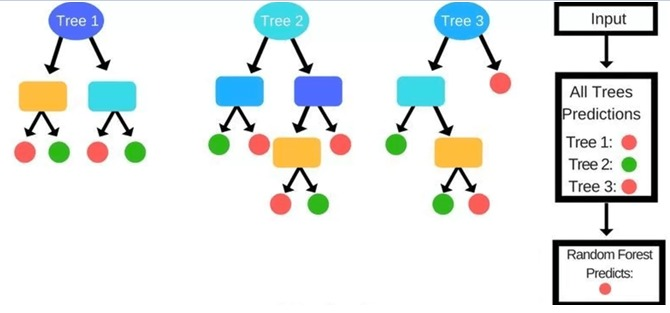 Tree 1
Tree 2
Tree 3
Input
All Trees
Predictions
Tree 1:
Tree 2:
Tree 3:
Random Forest
Predicts: